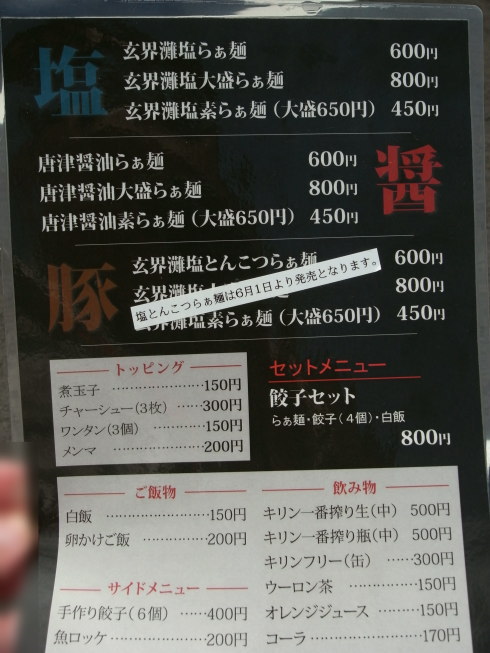 塩
玄界灘塩らぁ麺 600円
玄界灘塩大盛らぁ麺 800円
玄界灘塩素らぁ麺（大盛650円） 450円
唐津醤油らぁ麺 600円
唐津醤油大盛らぁ麺 800円
唐津醤油素らぁ麺（大盛650円） 450円
醤
豚
玄界灘塩とんこつらぁ麺 600円
塩とんこつらぁ麺は6月1日より発売となります。
800円
玄界灘塩素らぁ麺（大盛650円） 450円
トッピング
煮玉子 ……………………150円
チャーシュー（3枚） ………300円
ワンタン（3個） ……………150円
メンマ ……………………200円
セットメニュー
餃子セット
らぁ麺・餃子（4個）・白飯
800円
ご飯物
白飯 ……………………150円
卵かけご飯 ………………200円
サイドメニュー
手作り餃子（6個） ……400円
魚ロッケ …………………200円
飲み物
キリン一番搾り生（中） 500円
キリン一番搾り瓶（中） 500円
キリンフリー（缶） ……300円
ウーロン茶 ………………150円
オレンジジュース ………150円
コーラ ……………………170円